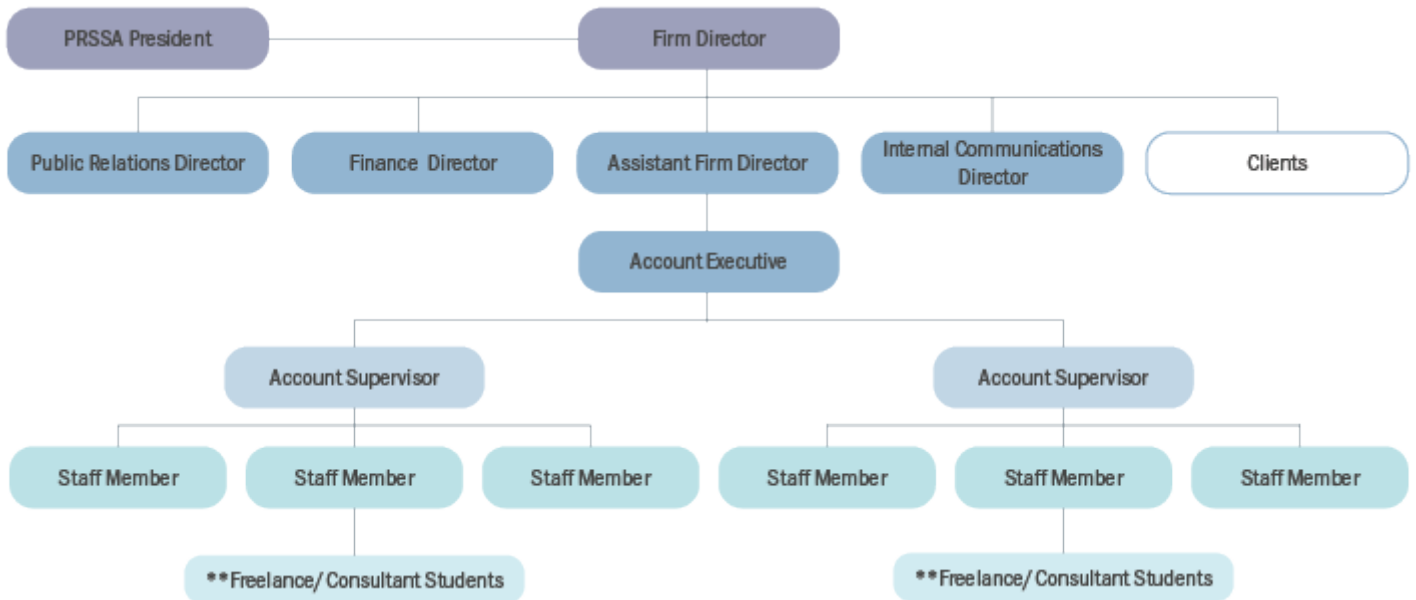 PRSSA President
Firm Director
Public Relations Director
Finance Director
Assistant Firm Director
Internal Communications
Director
Clients
Account Executive
Account Supervisor
Account Supervisor
Staff Member
Staff Member
Staff Member
Staff Member
Staff Member
Staff Member
**Freelance/ Consultant Students
**Freelance/ Consultant Students